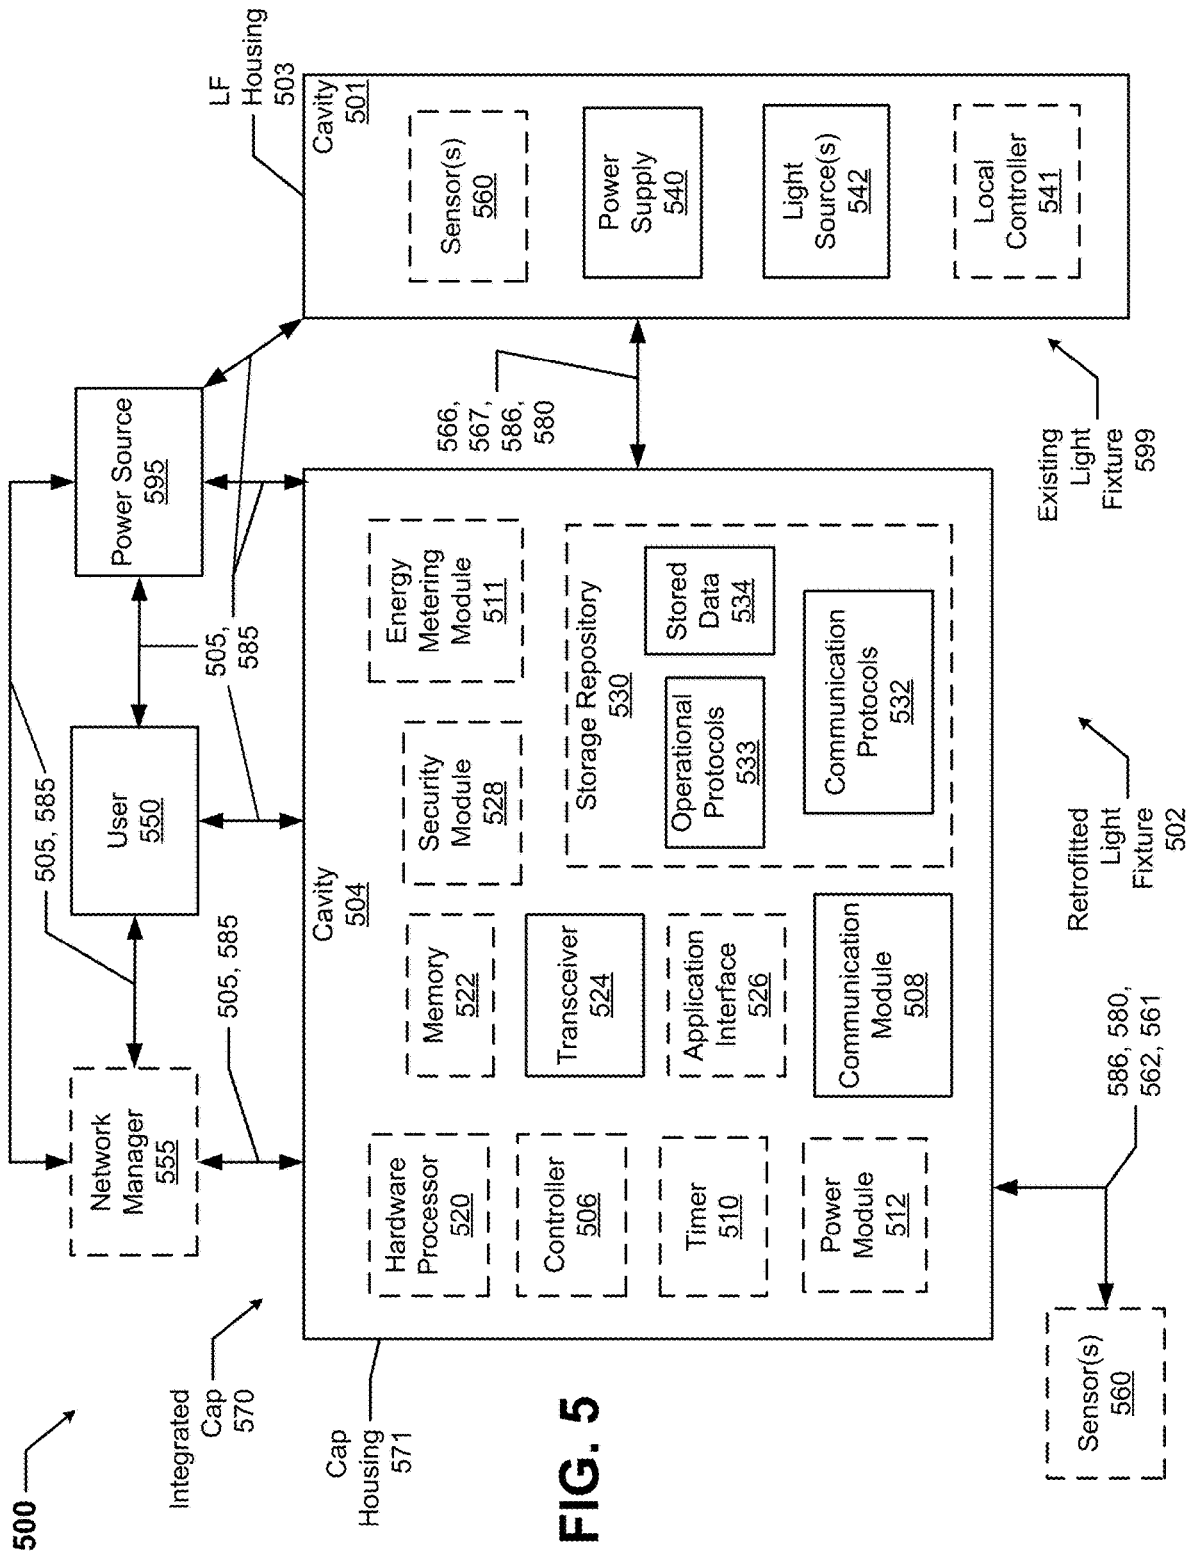 500
Integrated
Cap
570
Cap
Housing
571
FIG. 5
Network
Manager
555
505, 585
User
550
505, 585
505,
585
Power Source
595
LF
Housing
503
Cavity
504
Hardware
Processor
520
Controller
506
Timer
510
Power
Module
512
Memory
522
Transceiver
524
Application
Interface
526
Communication
Module
508
Security
Module
528
Energy
Metering Module
511
Storage Repository
530
Operational
Protocols
533
Stored
Data
534
Communication
Protocols
532
566,
567,
586,
580
Cavity
501
Sensor(s)
560
Power
Supply
540
Light
Source(s)
542
Local
Controller
541
Sensor(s)
560
586, 580,
562, 561
Retrofitted
Light
Fixture
502
Existing
Light
Fixture
599